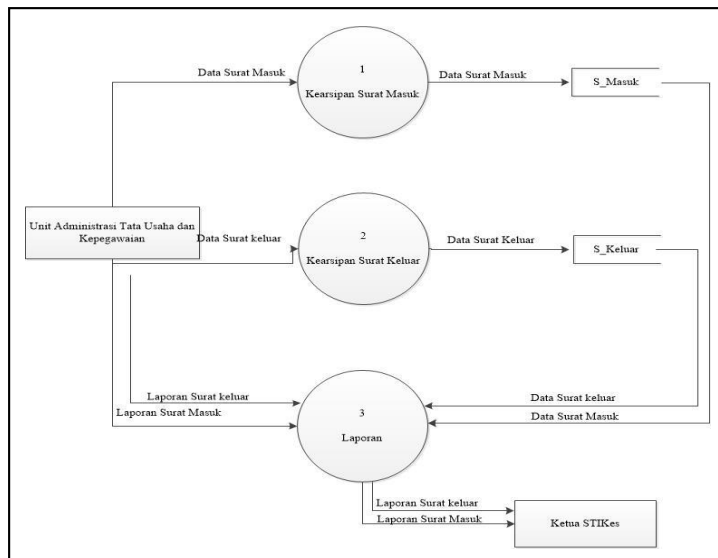 1
Data Surat Masuk
Data Surat Masuk
S_Masuk
Kearsipan Surat Masuk
Unit Administrasi Tata Usaha dan
Kepegawaian
2
Data Surat keluar
Data Surat Keluar
S_Keluar
Kearsipan Surat Keluar
Laporan Surat keluar
Laporan Surat Masuk
3
Laporan
Data Surat keluar
Data Surat Masuk
Laporan Surat keluar
Laporan Surat Masuk
Ketua STIKes